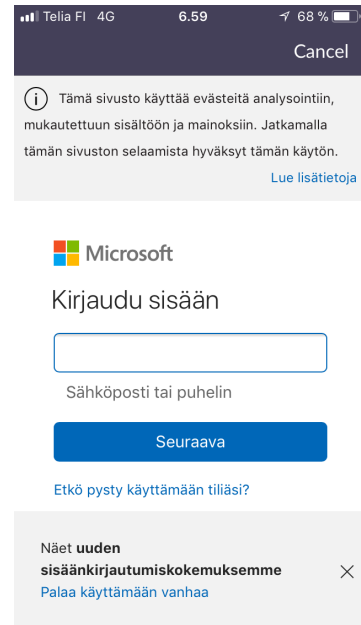 Telia FI 4G 6.59 68 %
Cancel
Tämä sivusto käyttää evästeitä analysointiin,
mukautettuun sisältöön ja mainoksiin. Jatkamalla
tämän sivuston selaamista hyväksyt tämän käytön.
Lue lisätietoja
Microsoft
Kirjaudu sisään
Sähköposti tai puhelin
Seuraava
Etkö pysty käyttämään tiliäsi?
Näet uuden
sisäänkirjautumiskokemuksemme
Palaa käyttämään vanhaa